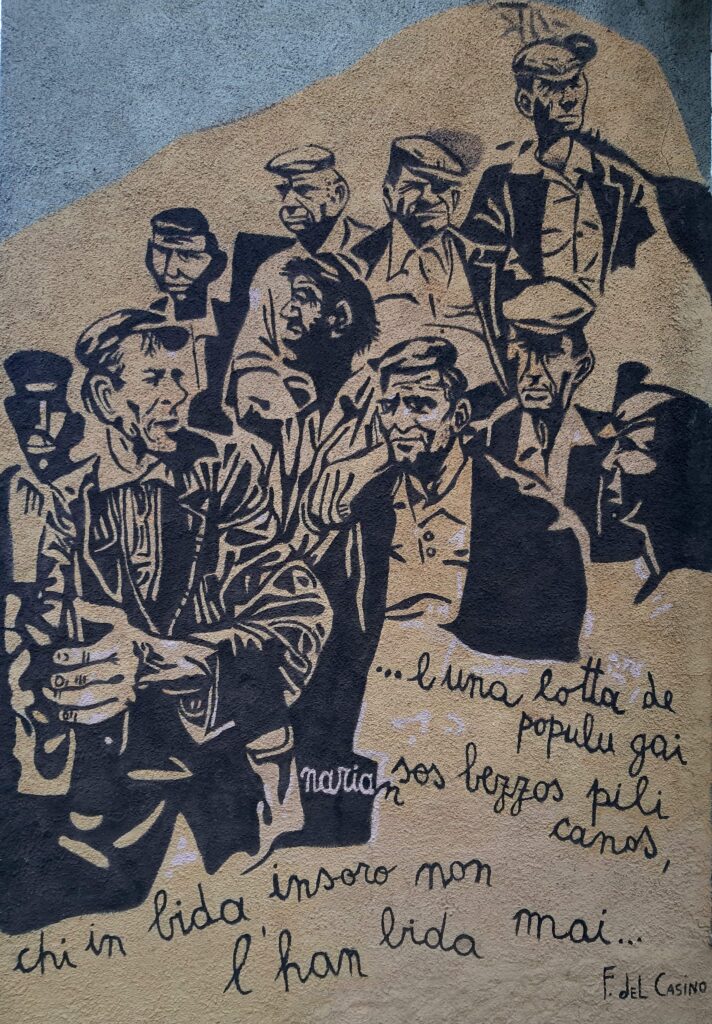 ...e una lotta de
populu gai
narian sos bezzos pili
canos,
chi in bida insoro non
l'han bida mai...
F. del Casino